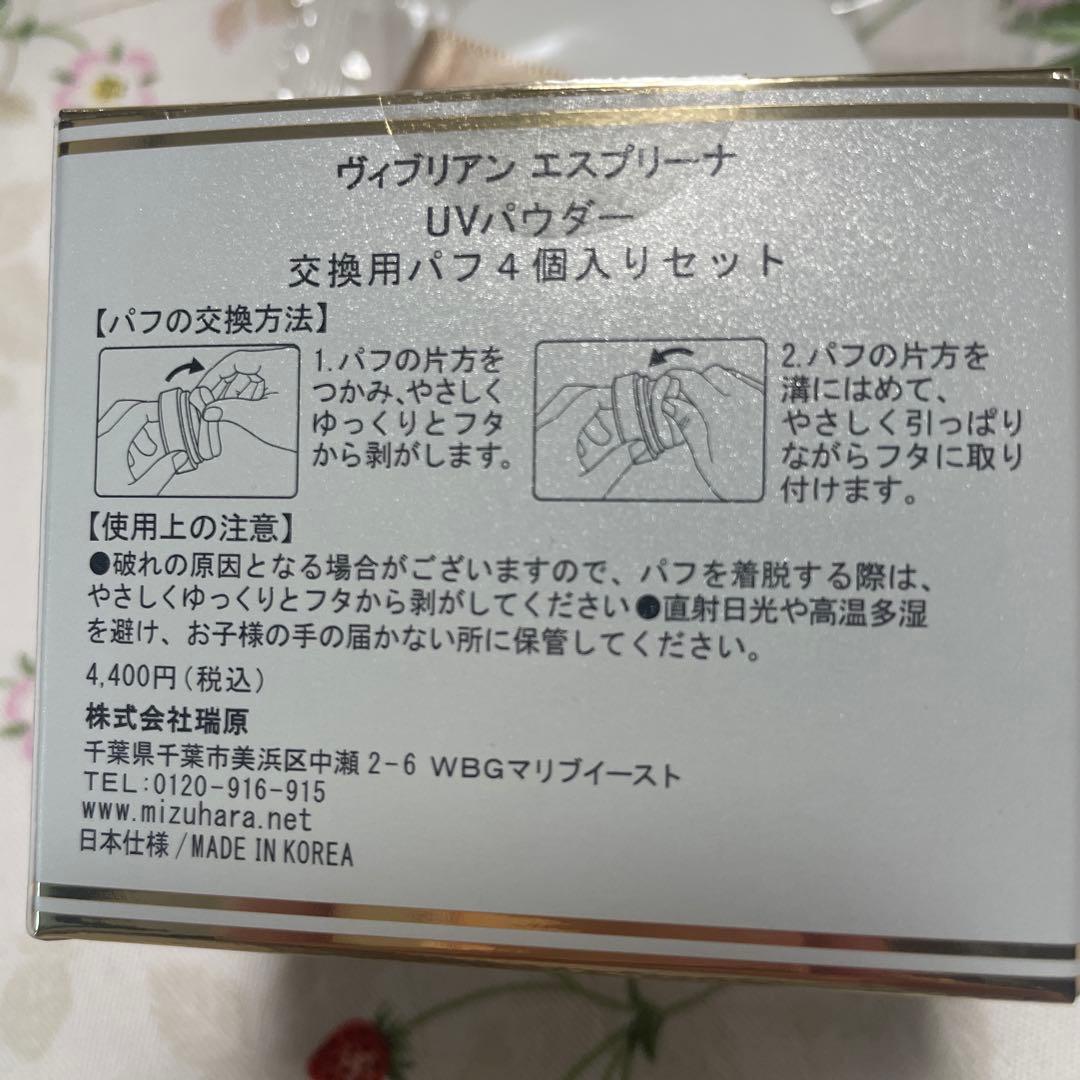 ヴィブリアン エスプリーナ
UVパウダー
交換用パフ4個入りセット
【パフの交換方法】
1.パフの片方を
つかみ、やさしく
ゆっくりとフタ
から剥がします。
2.パフの片方を
溝にはめて、
やさしく引っぱり
ながらフタに取り
付けます。
【使用上の注意】
●破れの原因となる場合がございますので、パフを着脱する際は、
やさしくゆっくりとフタから剥がしてください●直射日光や高温多湿
を避け、お子様の手の届かない所に保管してください。
4,400円(税込)
株式会社瑞原
千葉県千葉市美浜区中瀬2-6 WBGマリブイースト
TEL:0120-916-915
www.mizuhara.net
日本仕様/MADE IN KOREA